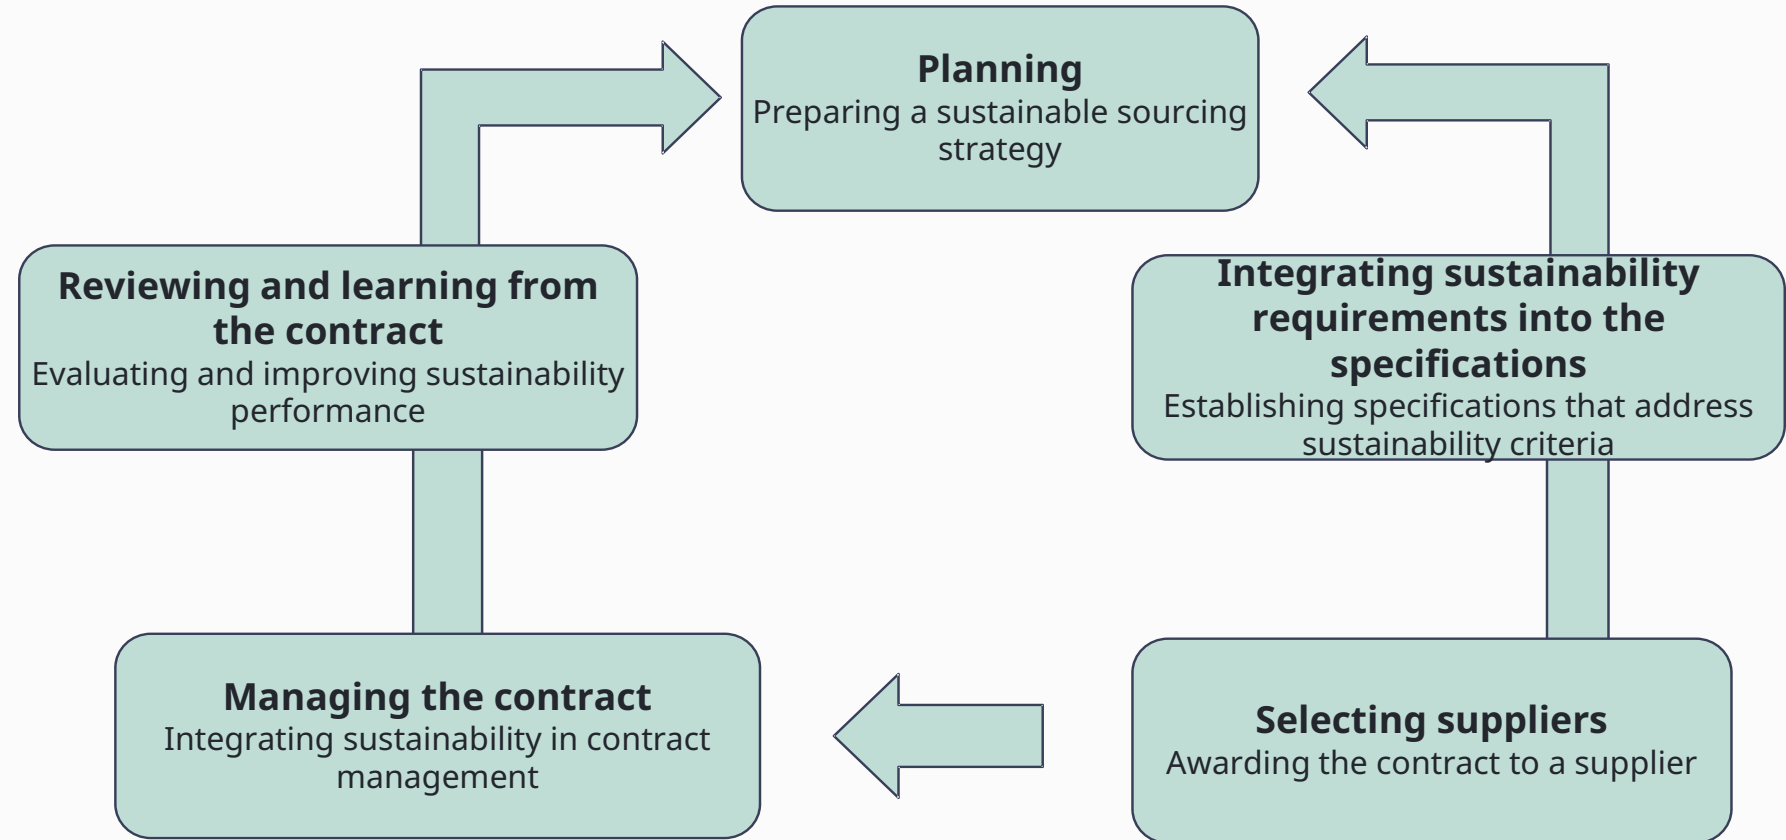 Planning
Preparing a sustainable sourcing
strategy
Reviewing and learning from
the contract
Evaluating and improving sustainability
performance
Integrating sustainability
requirements into the
specifications
Establishing specifications that address
sustainability criteria
Managing the contract
Integrating sustainability in contract
management
Selecting suppliers
Awarding the contract to a supplier